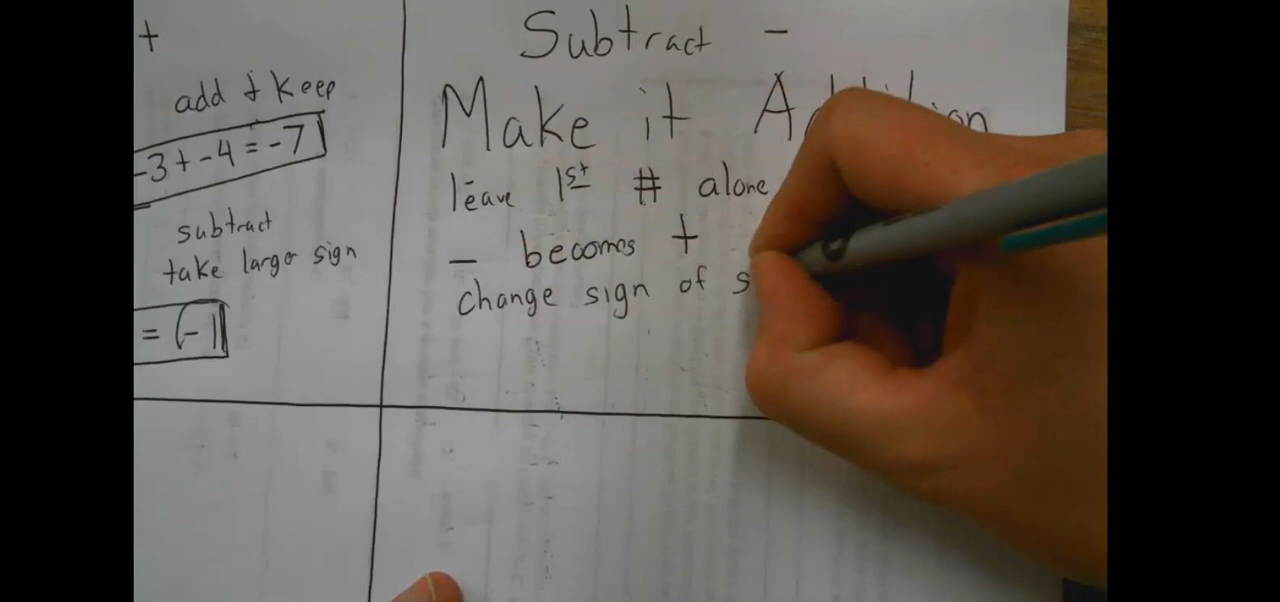 +
add + keep
-3 + -4 = -7
subtract
take larger sign
= -1
Subtract -
Make it
leave 1st # alone
- becomes +
change sign of